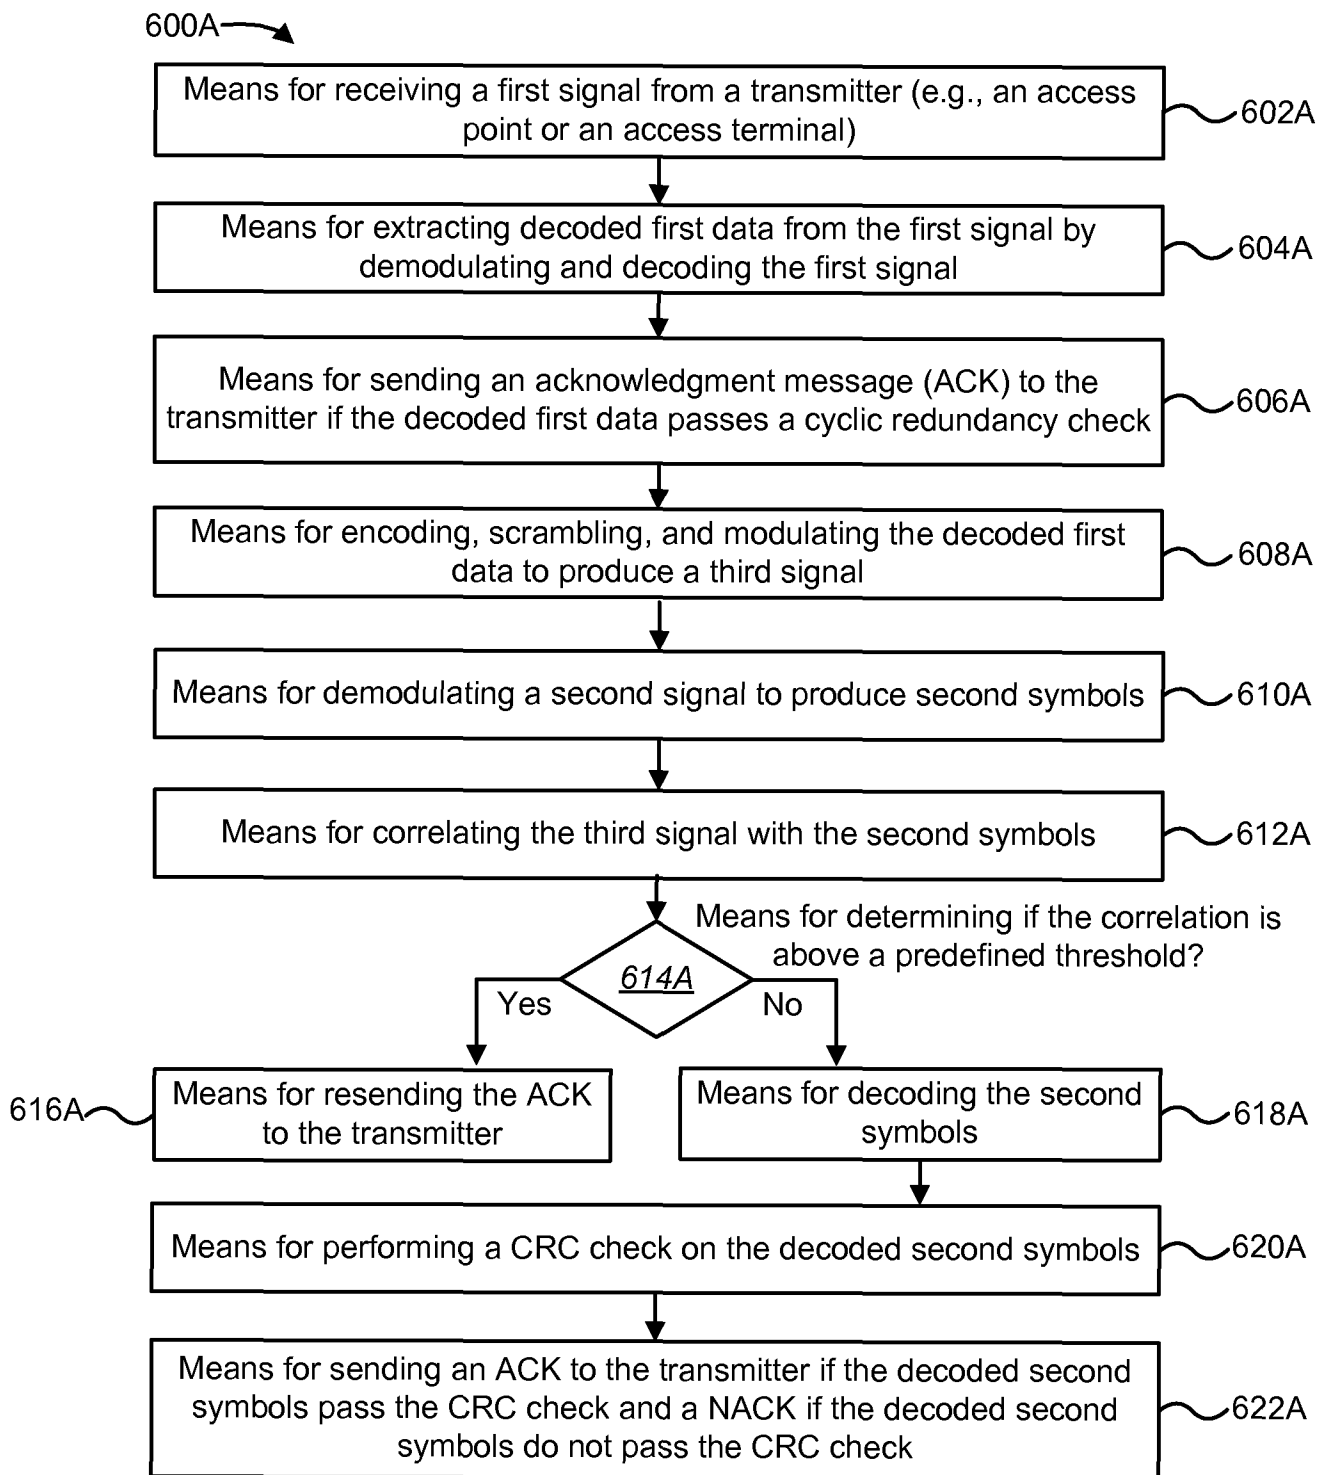 600A
Means for receiving a first signal from a transmitter (e.g., an access
point or an access terminal)
602A
Means for extracting decoded first data from the first signal by
demodulating and decoding the first signal
604A
Means for sending an acknowledgment message (ACK) to the
transmitter if the decoded first data passes a cyclic redundancy check
606A
Means for encoding, scrambling, and modulating the decoded first
data to produce a third signal
608A
Means for demodulating a second signal to produce second symbols
610A
Means for correlating the third signal with the second symbols
612A
Means for determining if the correlation is
above a predefined threshold?
614A
Yes
No
616A
Means for resending the ACK
to the transmitter
Means for decoding the second
symbols
618A
Means for performing a CRC check on the decoded second symbols
620A
Means for sending an ACK to the transmitter if the decoded second
symbols pass the CRC check and a NACK if the decoded second
symbols do not pass the CRC check
622A